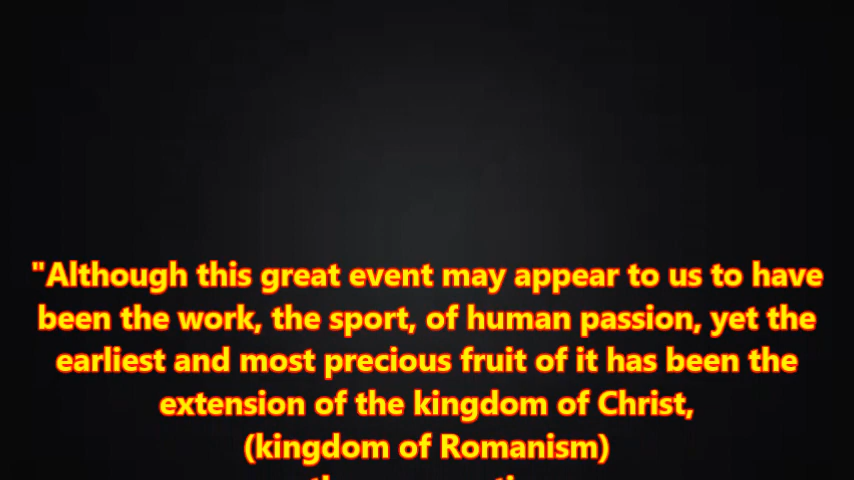 "Although this great event may appear to us to have
been the work, the sport, of human passion, yet the
earliest and most precious fruit of it has been the
extension of the kingdom of Christ,
(kingdom of Romanism)